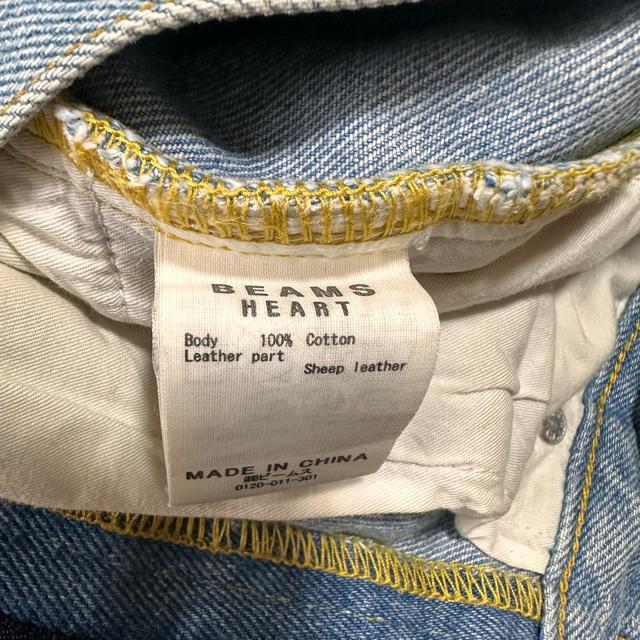 BEAMS
HEART
Body 100% Cotton
Leather part
Sheep leather
MADE IN CHINA
㈱ビームス
0120-011-301